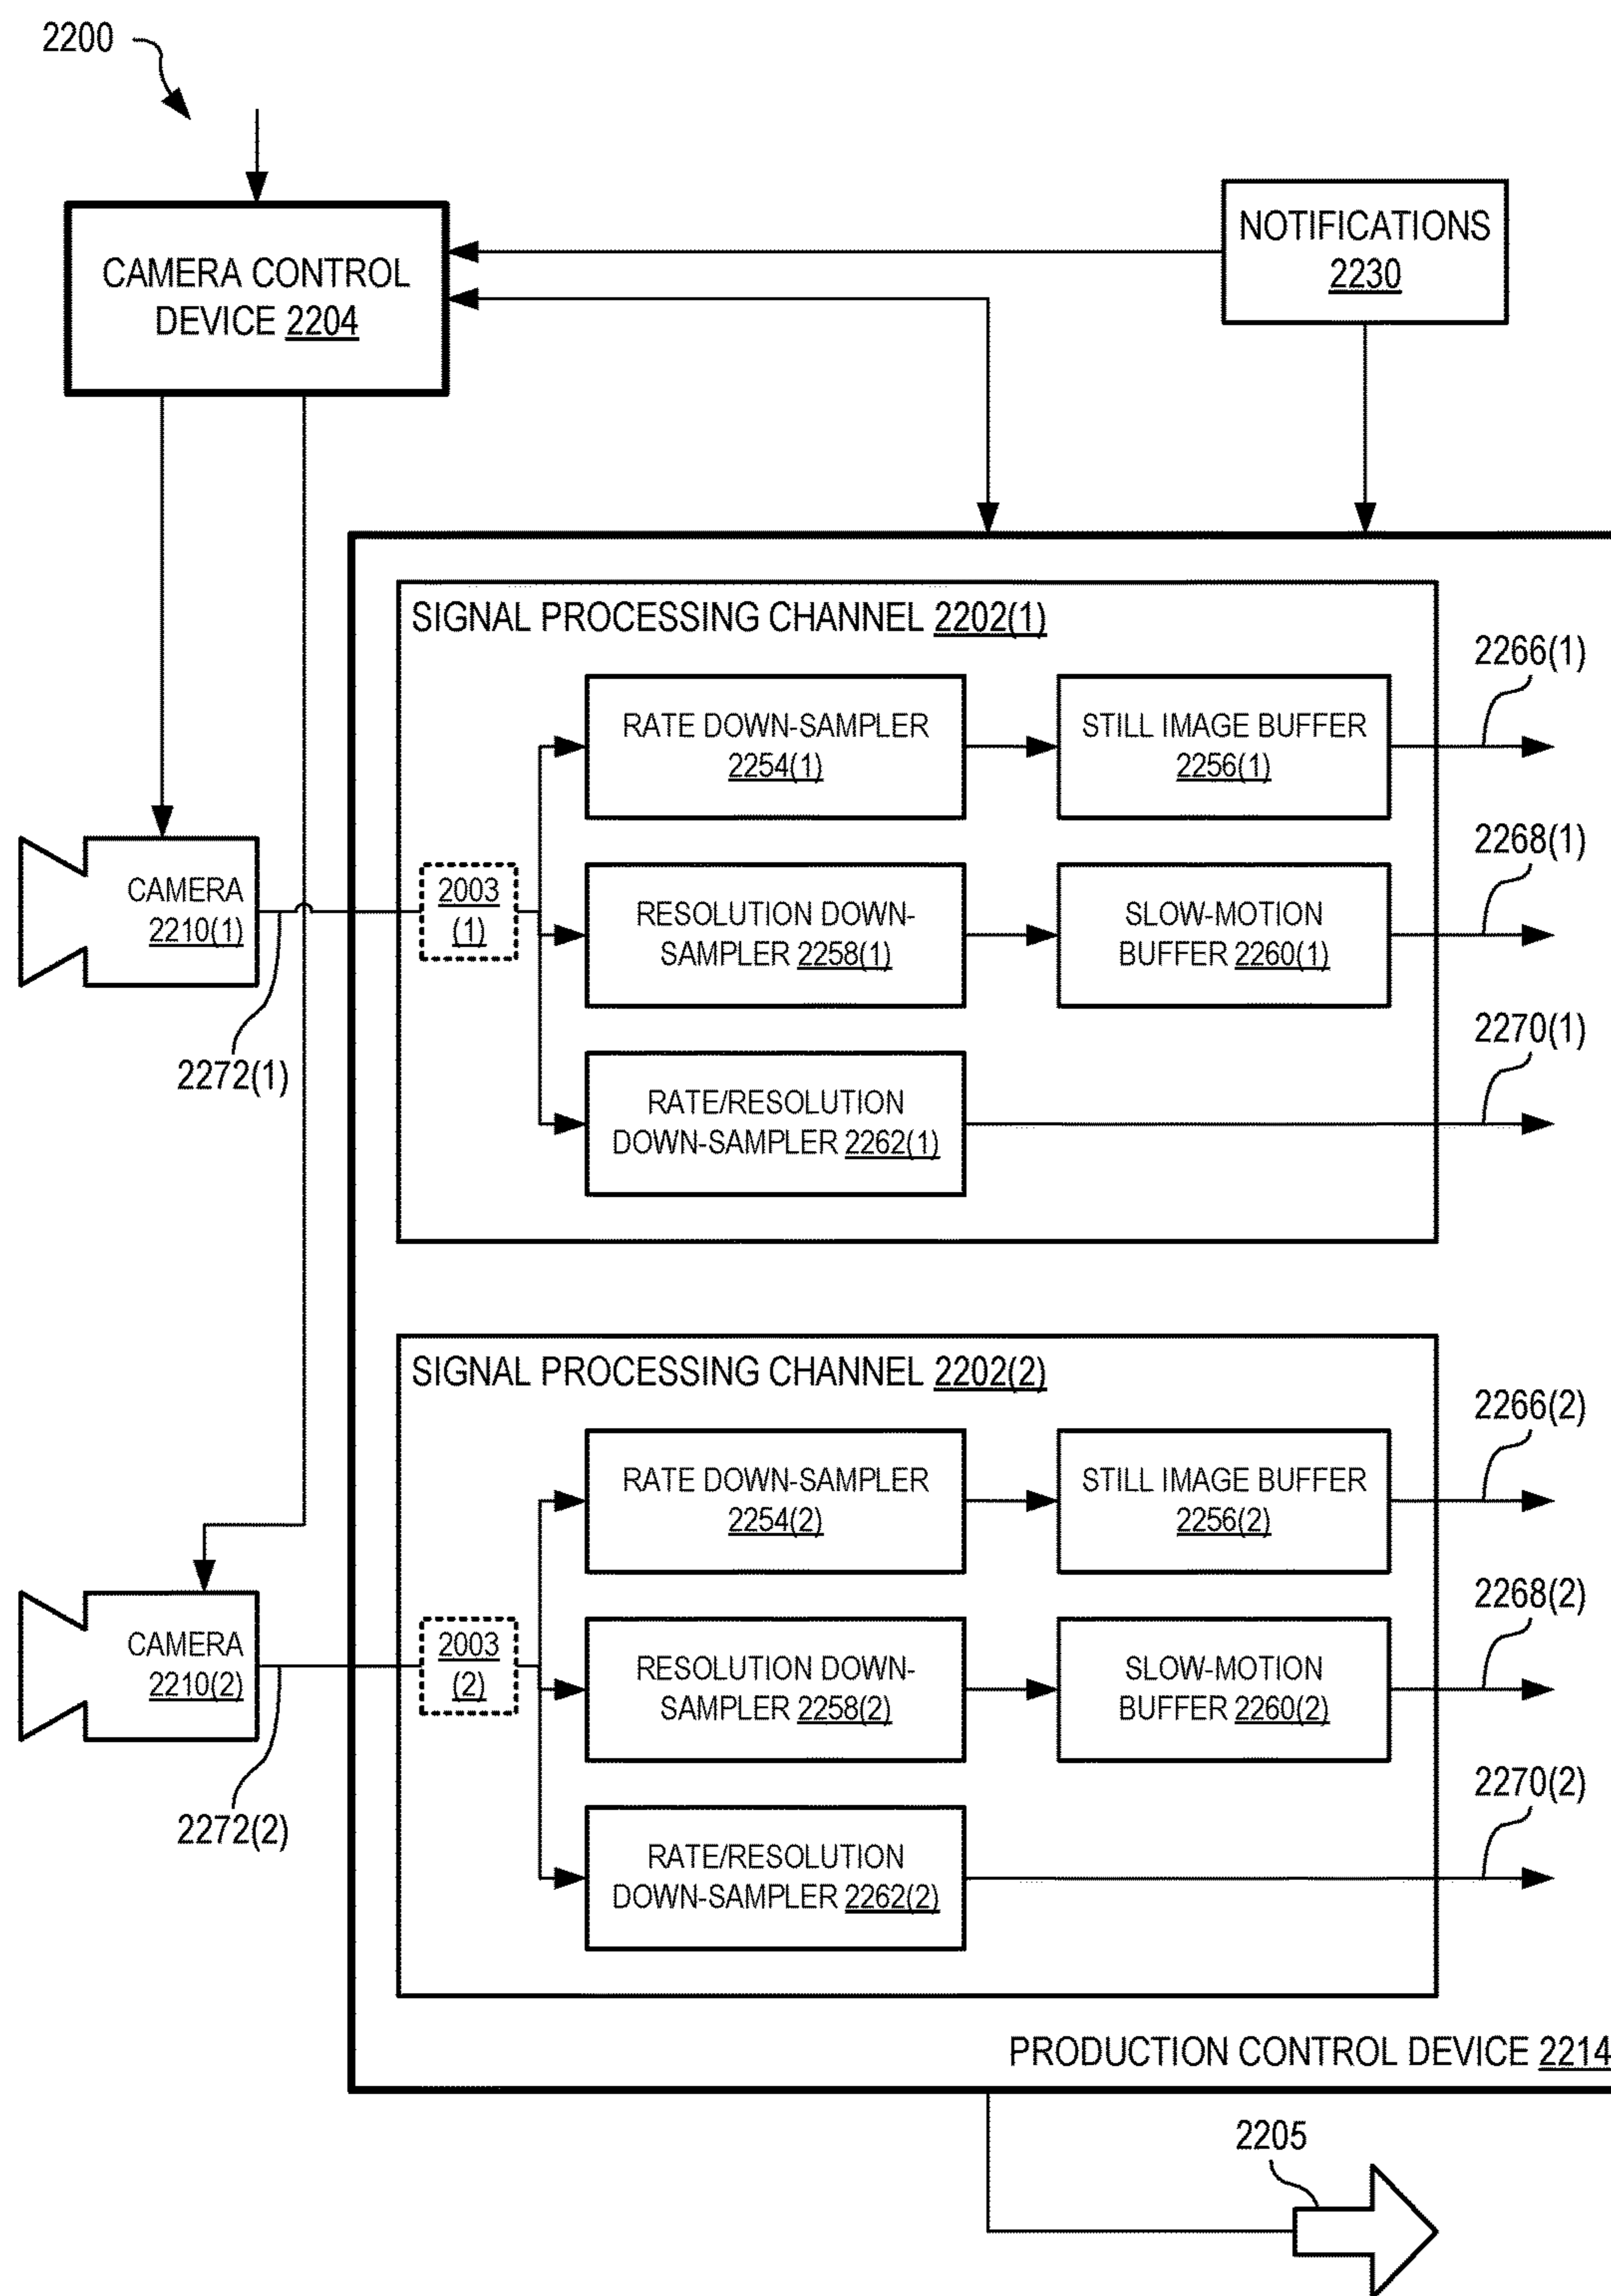 2200
CAMERA CONTROL
DEVICE 2204
NOTIFICATIONS
2230
SIGNAL PROCESSING CHANNEL 2202(1)
2266(1)
RATE DOWN-SAMPLER
2254(1)
STILL IMAGE BUFFER
2256(1)
2268(1)
CAMERA
2210(1)
2003
(1)
RESOLUTION DOWN-
SAMPLER 2258(1)
SLOW-MOTION
BUFFER 2260(1)
2270(1)
2272(1)
RATE/RESOLUTION
DOWN-SAMPLER 2262(1)
SIGNAL PROCESSING CHANNEL 2202(2)
2266(2)
RATE DOWN-SAMPLER
2254(2)
STILL IMAGE BUFFER
2256(2)
2268(2)
CAMERA
2210(2)
2003
(2)
RESOLUTION DOWN-
SAMPLER 2258(2)
SLOW-MOTION
BUFFER 2260(2)
2270(2)
2272(2)
RATE/RESOLUTION
DOWN-SAMPLER 2262(2)
PRODUCTION CONTROL DEVICE 2214
2205